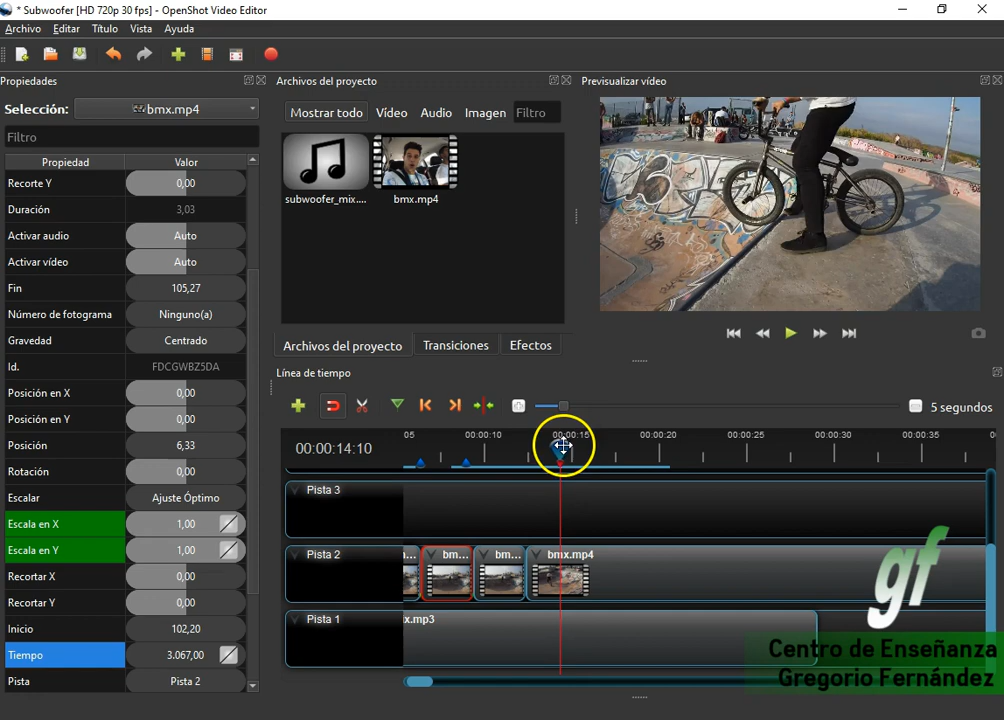 * Subwoofer [HD 720p 30 fps] - OpenShot Video Editor
Archivo Editar Título Vista Ayuda
Propiedades
Selección: bmx.mp4
Filtro
Propiedad Valor
Recorte Y 0,00
Duración 3,03
Activar audio Auto
Activar vídeo Auto
Fin 105,27
Número de fotograma Ninguno(a)
Gravedad Centrado
Id. FDCGWBZ5DA
Posición en X 0,00
Posición en Y 0,00
Posición 6,33
Rotación 0,00
Escalar Ajuste Óptimo
Escala en X 1,00
Escala en Y 1,00
Recortar X 0,00
Recortar Y 0,00
Inicio 102,20
Tiempo 3.067,00
Pista Pista 2
Archivos del proyecto
Mostrar todo Vídeo Audio Imagen Filtro
subwoofer_mix.... bmx.mp4
Archivos del proyecto Transiciones Efectos
Previsualizar vídeo
Línea de tiempo
5 segundos
00:00:14:10
05 00:00:10 00:00:15 00:00:20 00:00:25 00:00:30 00:00:35 0
Pista 3
Pista 2 ... bm... bm... bmx.mp4
Pista 1 x.mp3
gf
Centro de Enseñanza
Gregorio Fernández